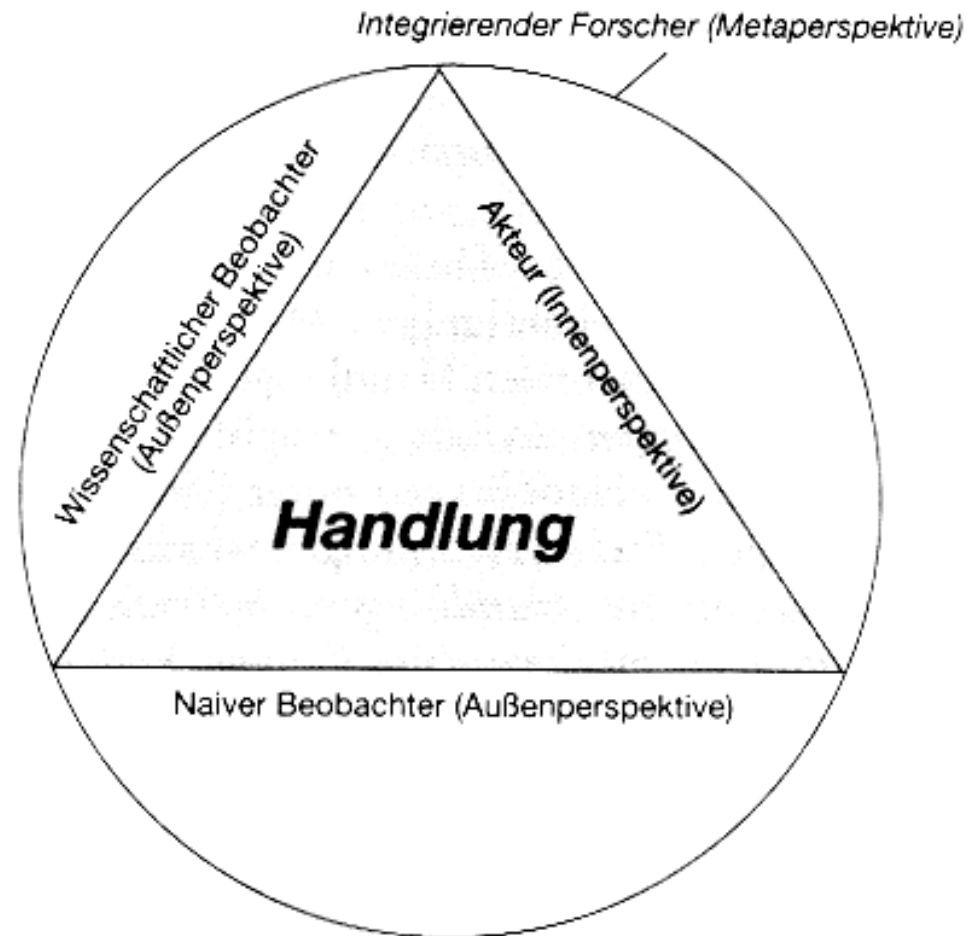 Integrierender Forscher (Metaperspektive)
Wissenschaftlicher Beobachter
(Außenperspektive)
Akteur (Innenperspektive)
Handlung
Naiver Beobachter (Außenperspektive)